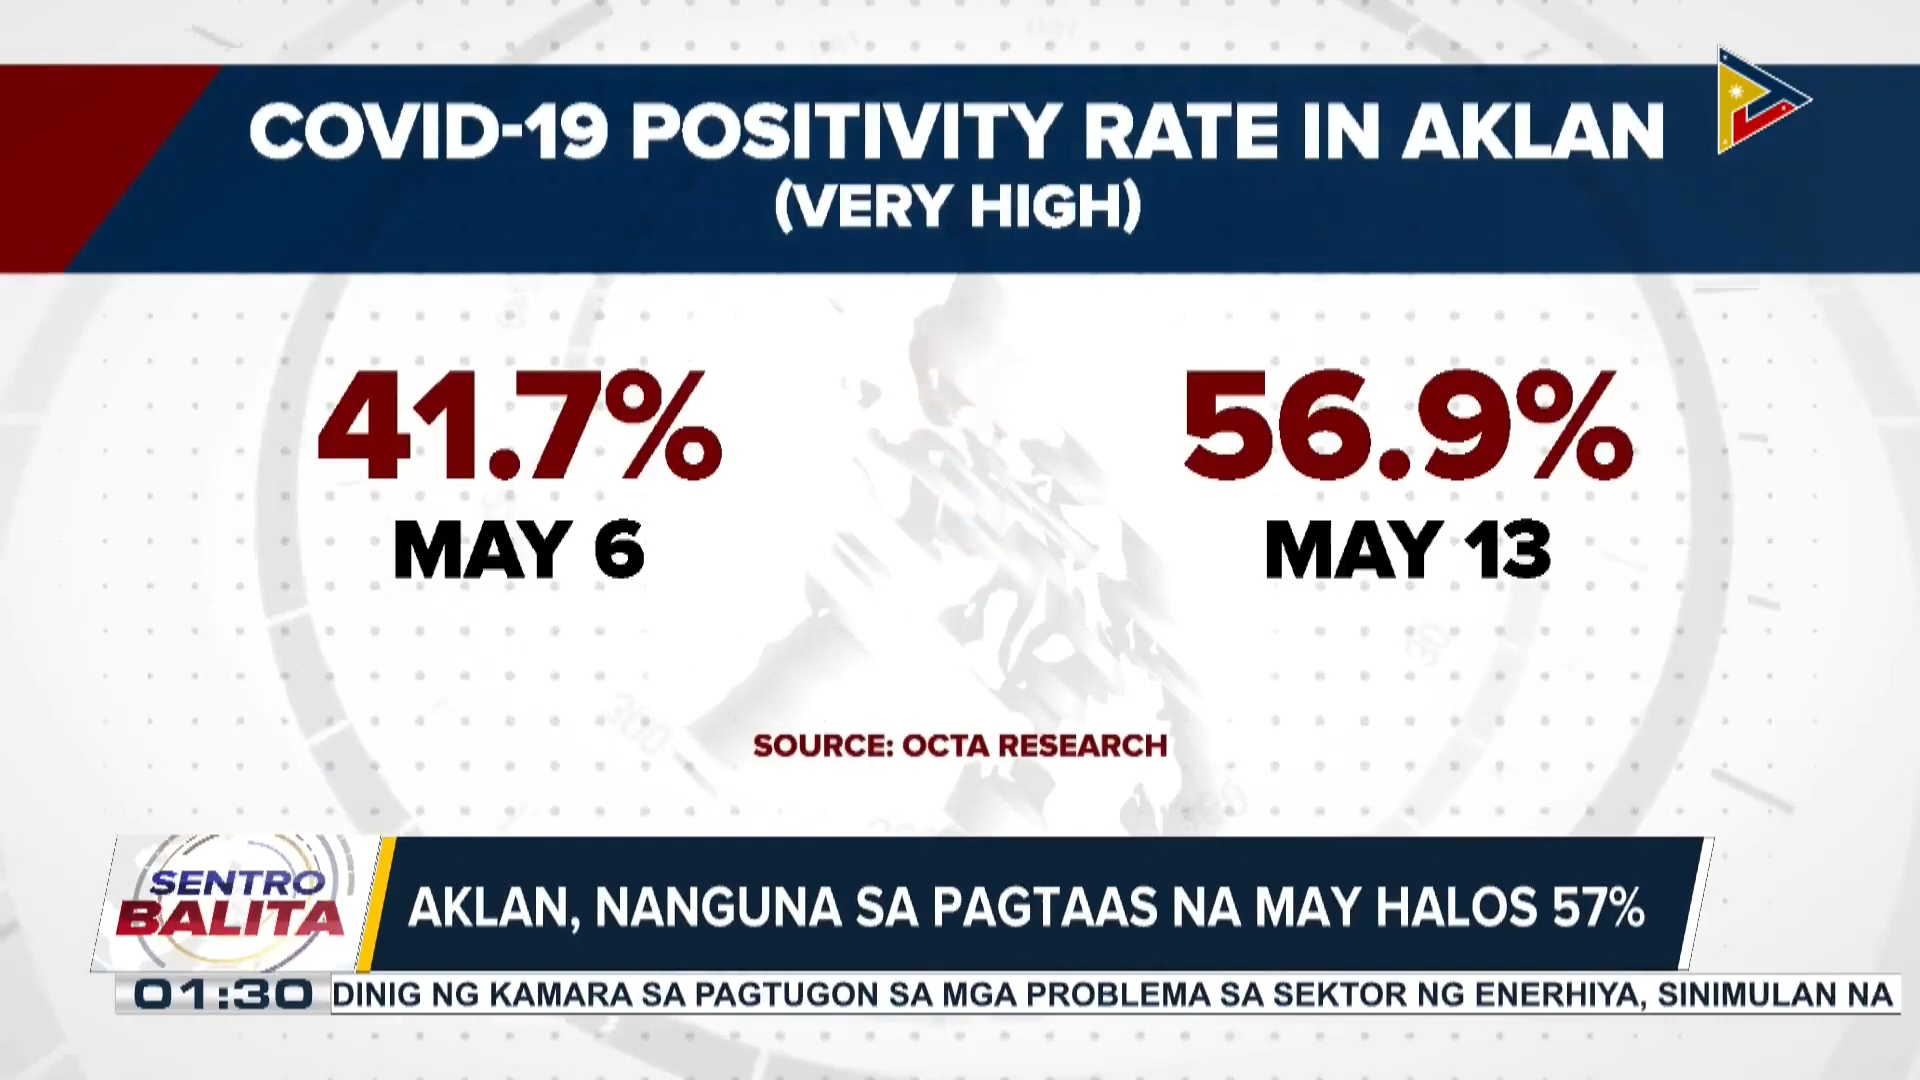 COVID-19 POSITIVITY RATE IN AKLAN
(VERY HIGH)
41.7%
MAY 6
56.9%
MAY 13
300
SOURCE: OCTA RESEARCH
SENTRO
BALITA
AKLAN, NANGUNA SA PAGTAAS NA MAY HALOS 57%
01:30
DINIG NG KAMARA SA PAGTUGON SA MGA PROBLEMA SA SEKTOR NG ENERHIYA, SINIMULAN NA